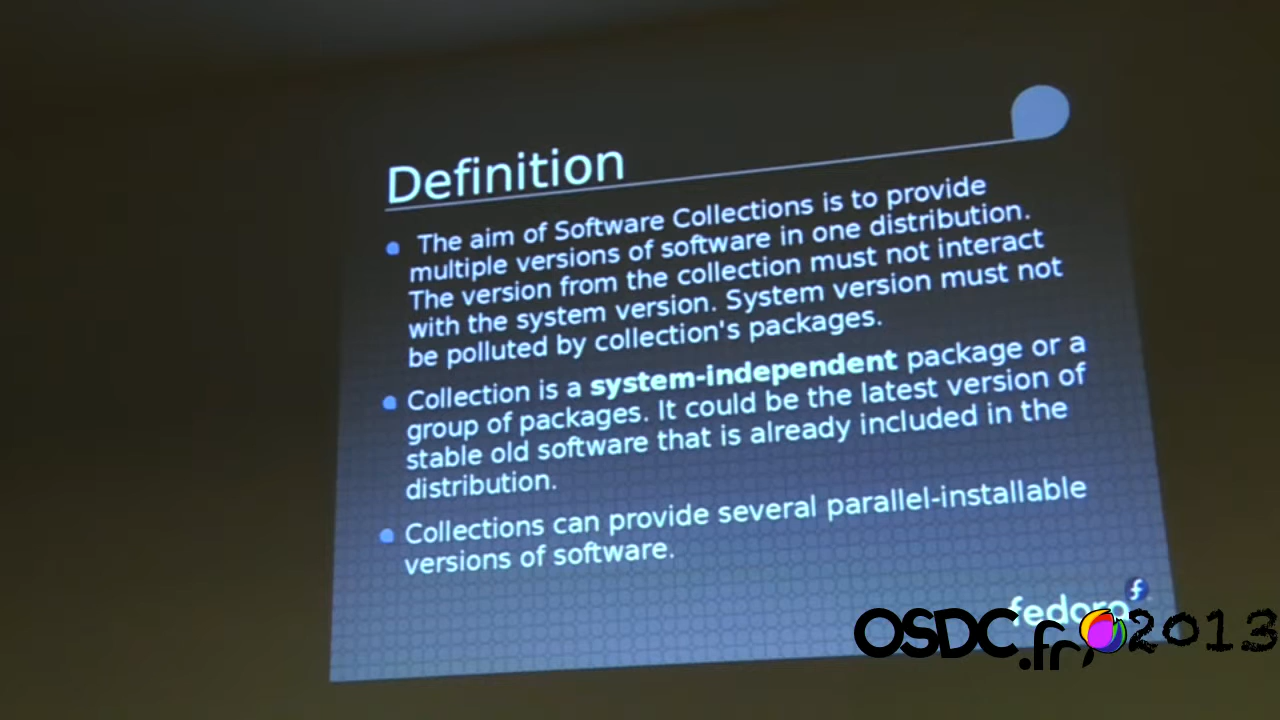 Definition
The aim of Software Collections is to provide
multiple versions of software in one distribution.
The version from the collection must not interact
with the system version. System version must not
be polluted by collection's packages.
Collection is a system-independent package or a
group of packages. It could be the latest version of
stable old software that is already included in the
distribution.
Collections can provide several parallel-installable
versions of software.
fedora
OSDC.fr 2013